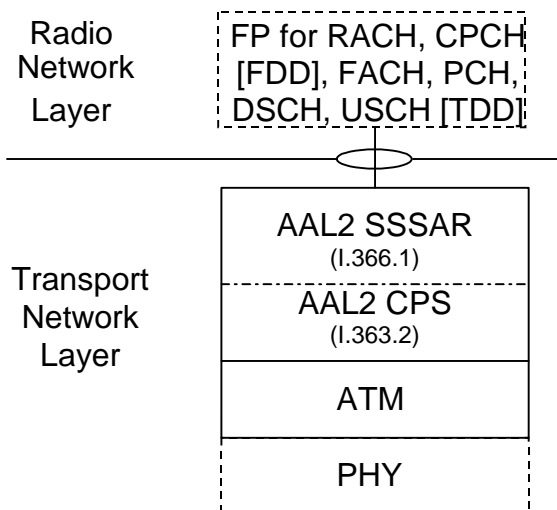 Radio
Network
Layer
FP for RACH, CPCH
[FDD], FACH, PCH,
DSCH, USCH [TDD]
Transport
Network
Layer
AAL2 SSSAR
(I.366.1)
AAL2 CPS
(I.363.2)
ATM
PHY